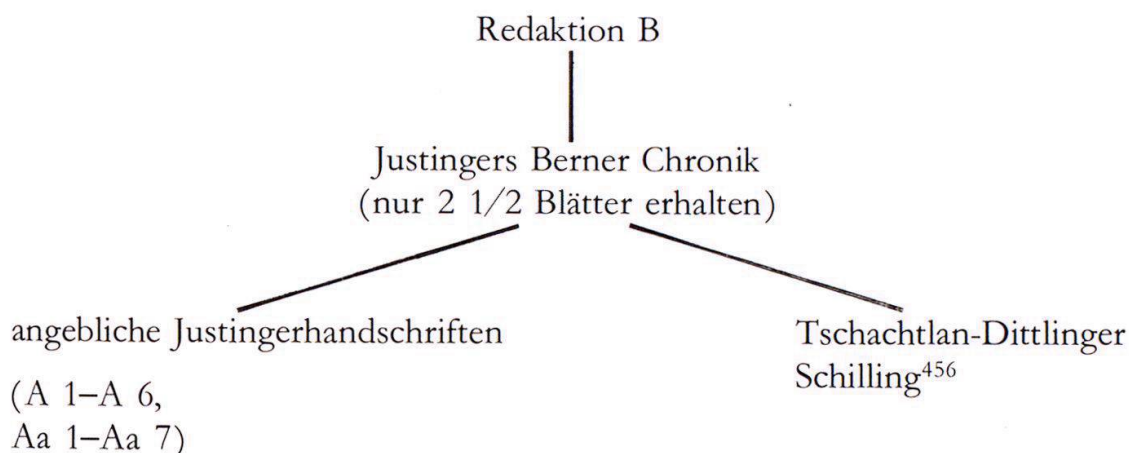 Redaktion B
Justingers Berner Chronik
(nur 2 1/2 Blätter erhalten)
angebliche Justingerhandschriften
(A 1–A 6,
Aa 1–Aa 7)
Tschachtlan-Dittlinger
Schilling⁴⁵⁶